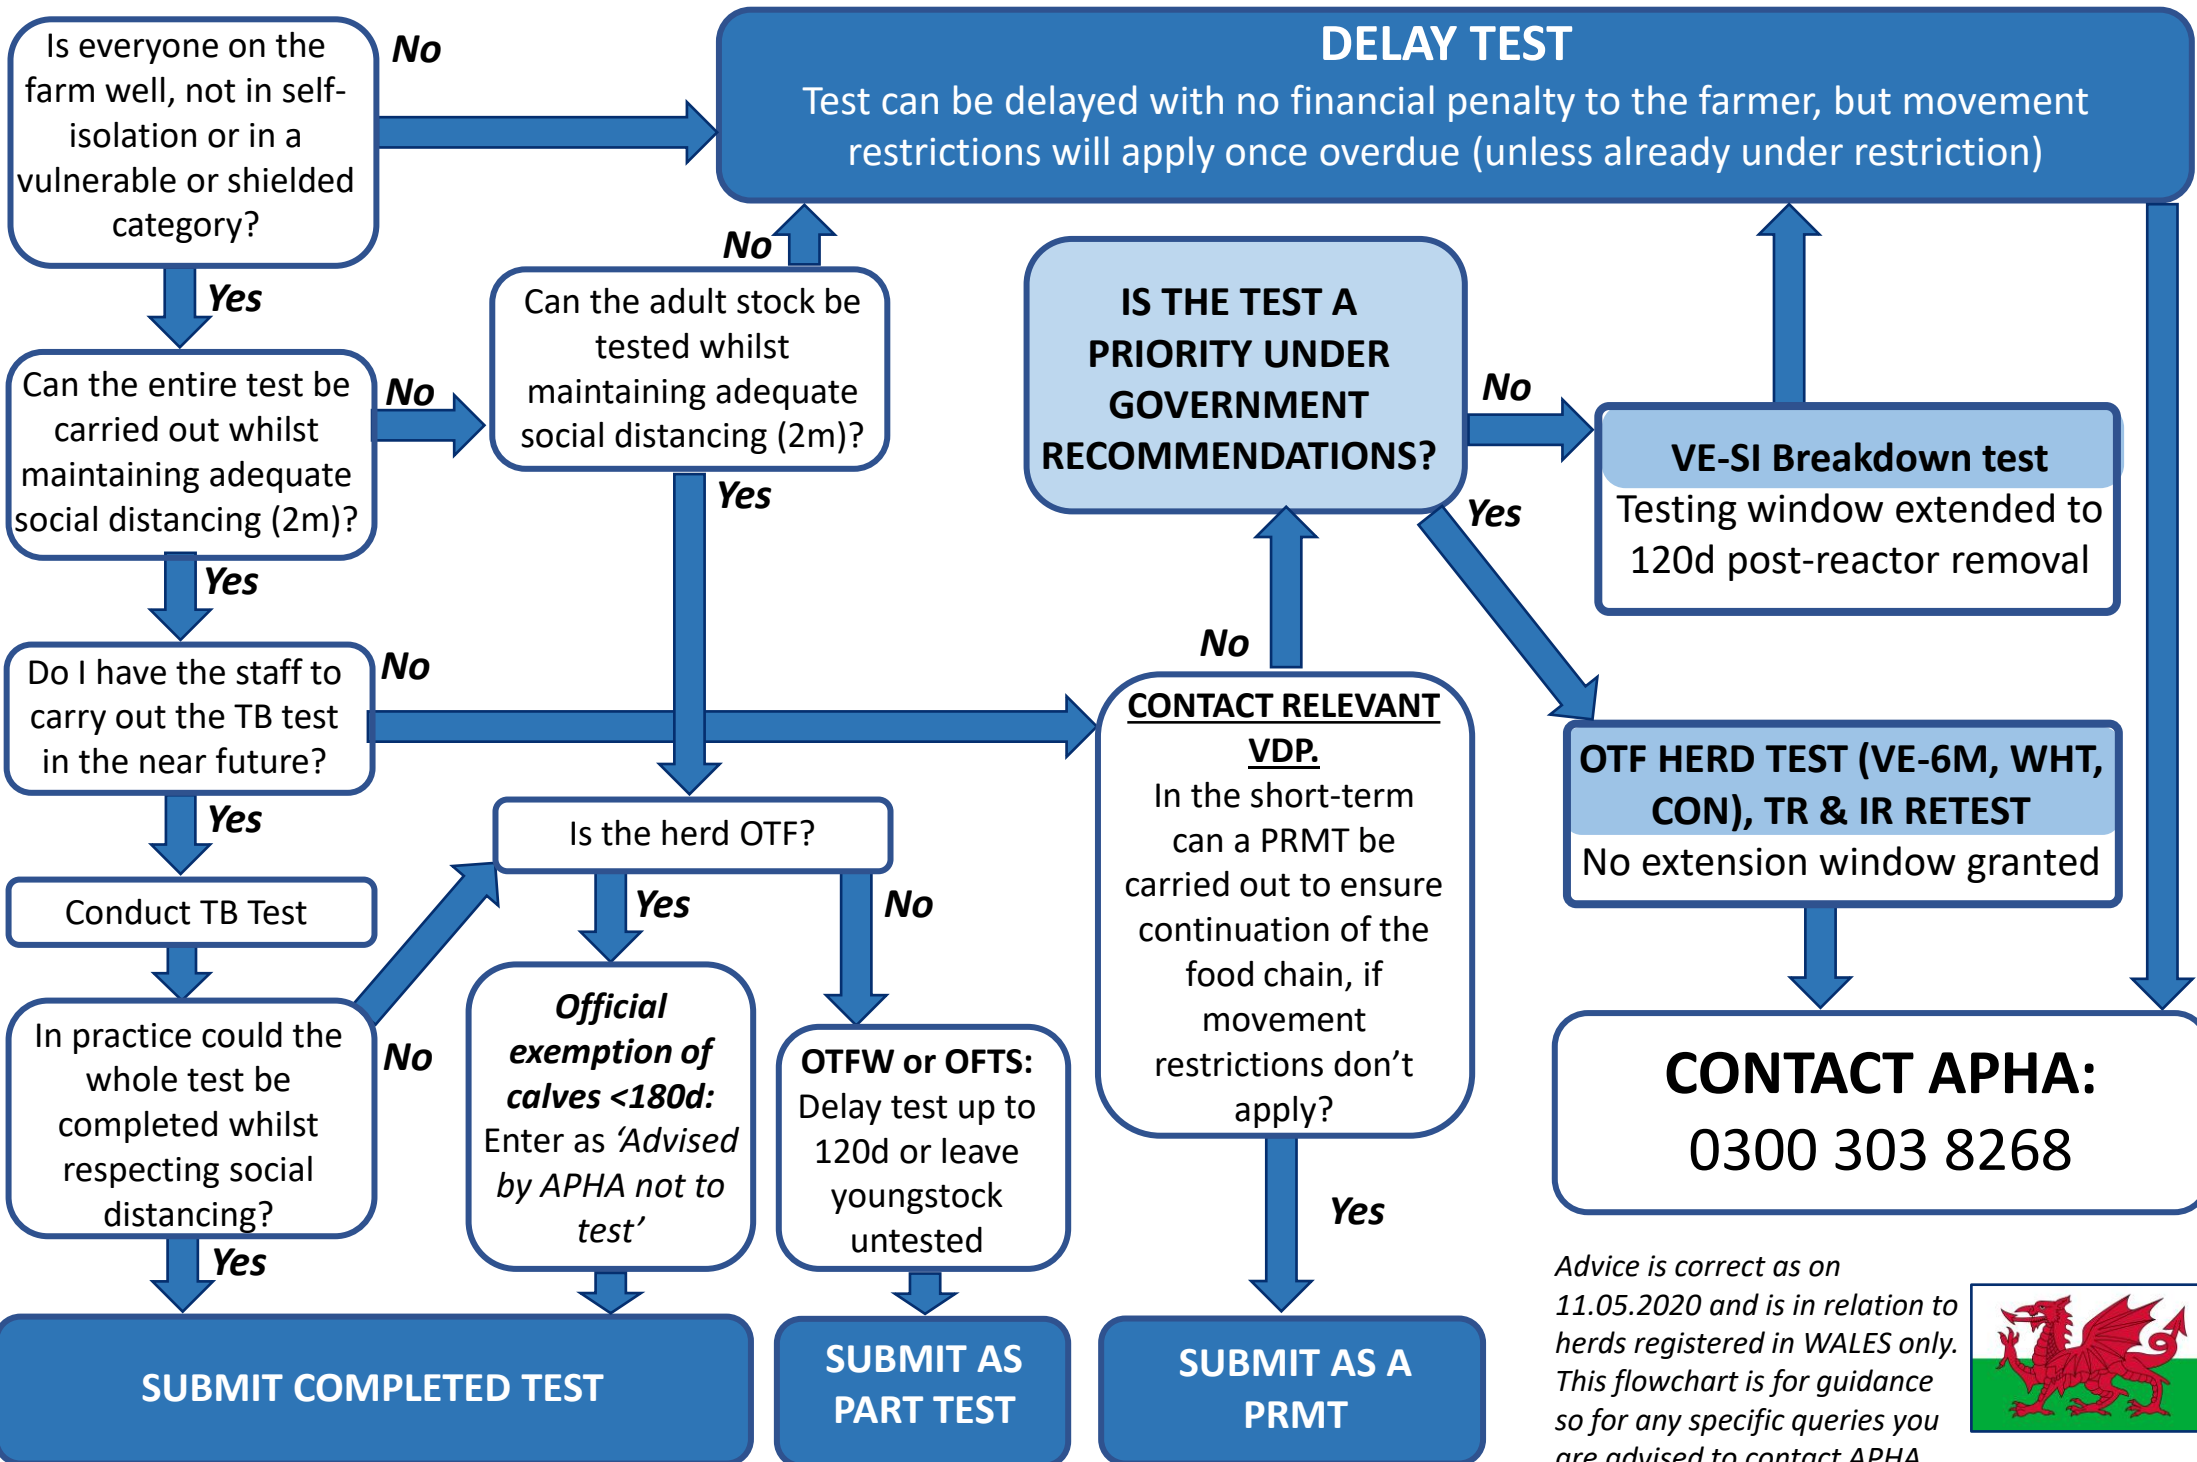 Is everyone on the
farm well, not in self-
isolation or in a
vulnerable or shielded
category?
No
DELAY TEST
Test can be delayed with no financial penalty to the farmer, but movement
restrictions will apply once overdue (unless already under restriction)
Yes
Can the entire test be
carried out whilst
maintaining adequate
social distancing (2m)?
No
Can the adult stock be
tested whilst
maintaining adequate
social distancing (2m)?
No
Yes
IS THE TEST A
PRIORITY UNDER
GOVERNMENT
RECOMMENDATIONS?
No
VE-SI Breakdown test
Testing window extended to
120d post-reactor removal
Yes
Yes
Do I have the staff to
carry out the TB test
in the near future?
No
No
CONTACT RELEVANT
VDP.
In the short-term
can a PRMT be
carried out to ensure
continuation of the
food chain, if
movement
restrictions don't
apply?
OTF HERD TEST (VE-6M, WHT,
CON), TR & IR RETEST
No extension window granted
Yes
Conduct TB Test
Is the herd OTF?
Yes
No
In practice could the
whole test be
completed whilst
respecting social
distancing?
No
Official
exemption of
calves <180d:
Enter as ‘Advised
by APHA not to
test’
OTFW or OFTS:
Delay test up to
120d or leave
youngstock
untested
Yes
CONTACT APHA:
0300 303 8268
Yes
SUBMIT COMPLETED TEST
SUBMIT AS
PART TEST
SUBMIT AS A
PRMT
Advice is correct as on
11.05.2020 and is in relation to
herds registered in WALES only.
This flowchart is for guidance
so for any specific queries you
are advised to contact APHA